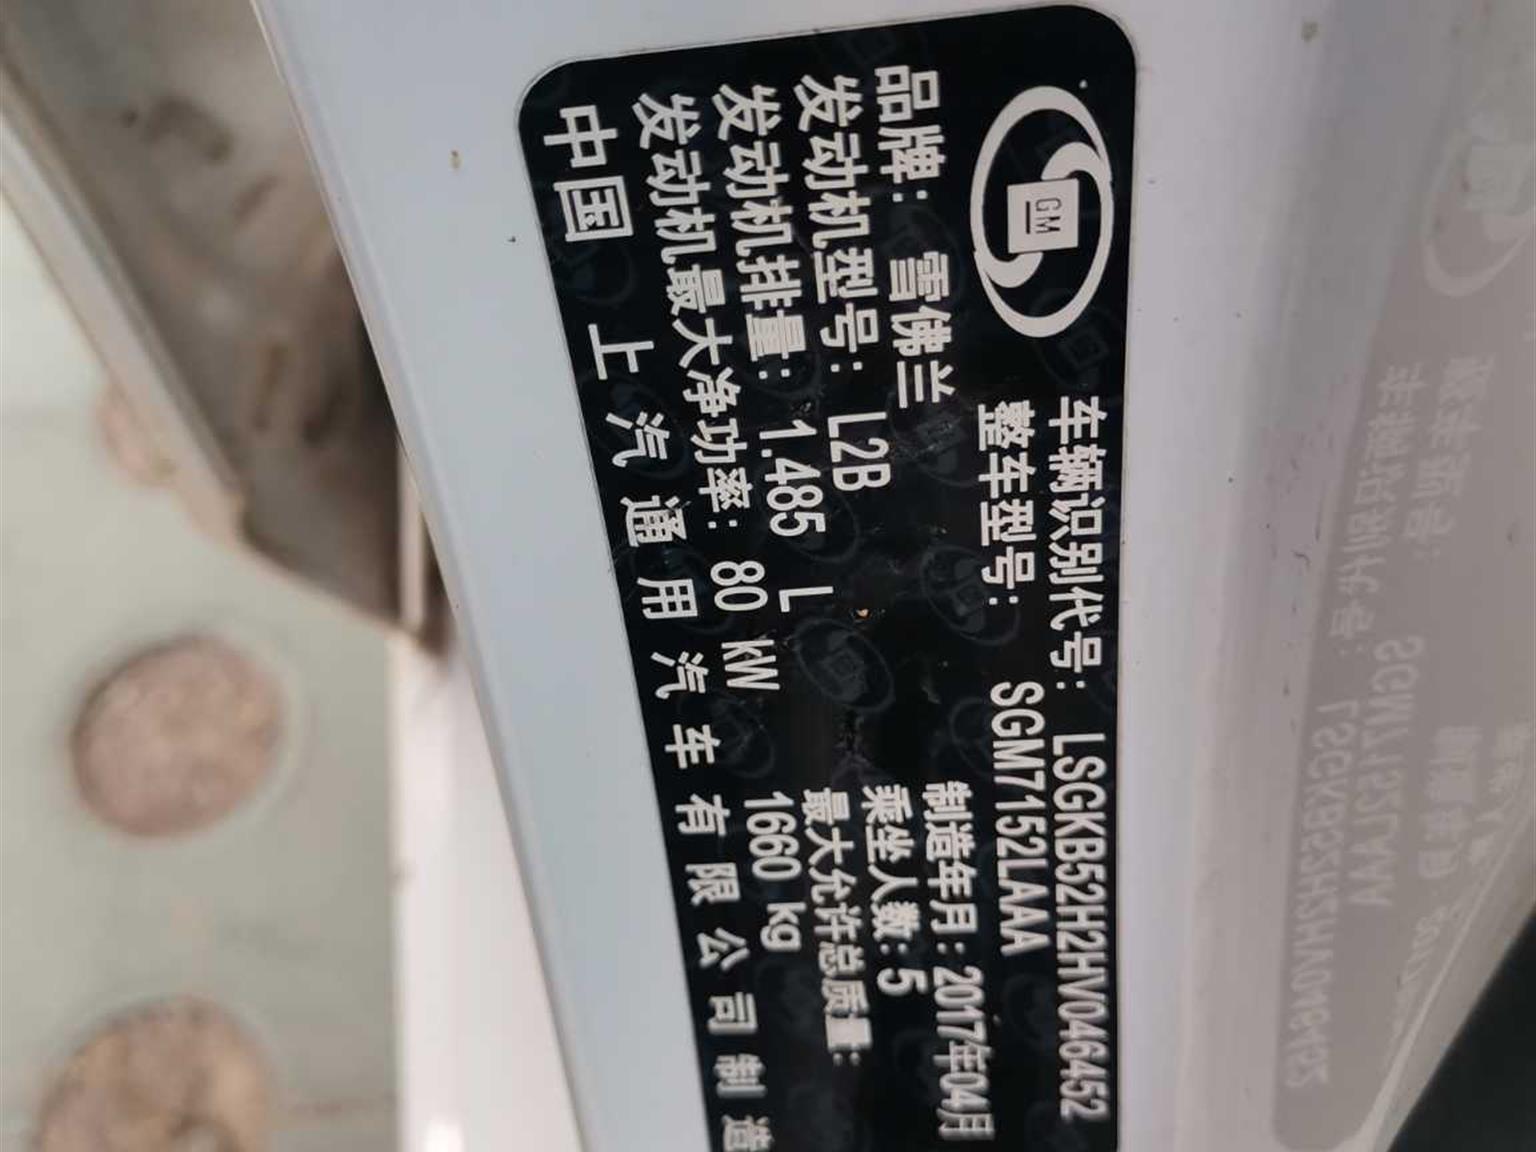 GM
车辆识别代号: LSGKB52H2HV046452
整车型号: SGM7152LAAA
品牌: 雪佛兰
制造年月: 2017年04月
发动机型号: L2B
乘坐人数: 5
发动机排量: 1.485 L
最大允许总质量:
1660 kg
发动机最大净功率: 80 kW
中国 上汽通用汽车有限公司制造